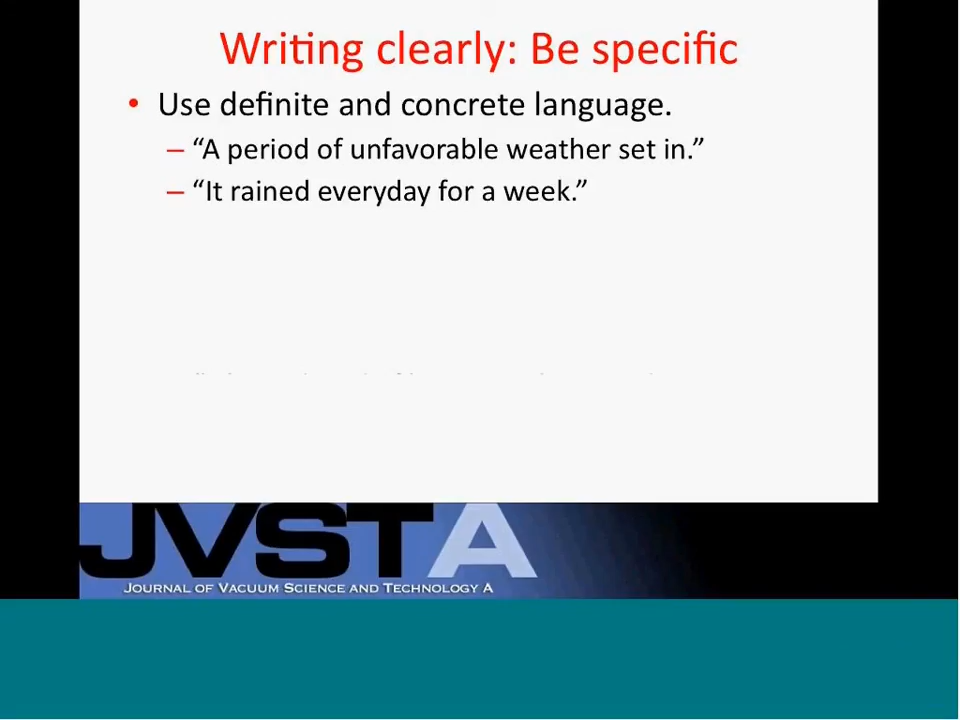 Writing clearly: Be specific
• Use definite and concrete language.
– “A period of unfavorable weather set in.”
– “It rained everyday for a week.”
JVSTA
JOURNAL OF VACUUM SCIENCE AND TECHNOLOGY A